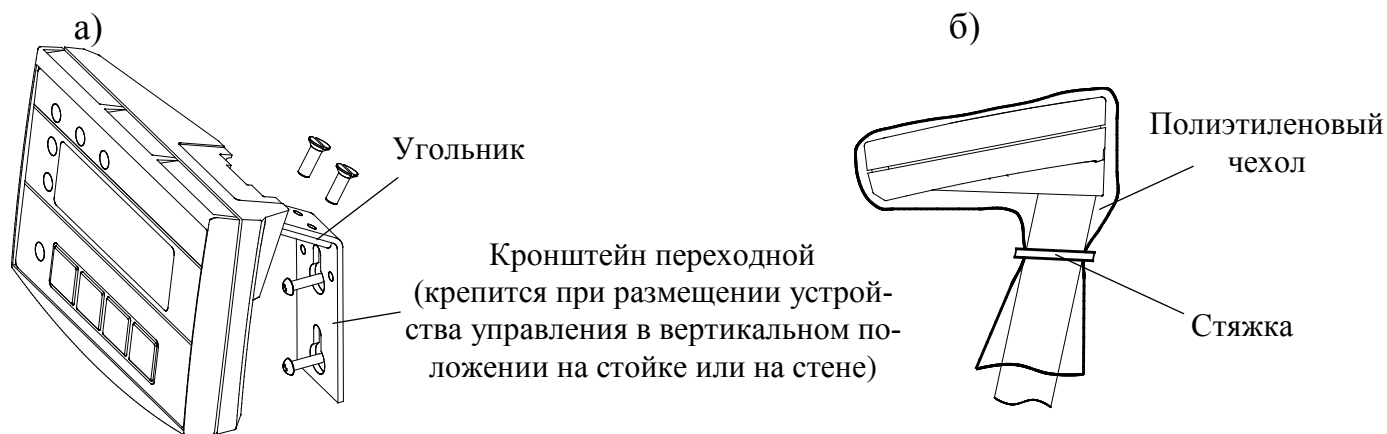 а)
Угольник
Кронштейн переходной
(крепится при размещении устрой-
ства управления в вертикальном по-
ложении на стойке или на стене)
б)
Полиэтиленовый
чехол
Стяжка